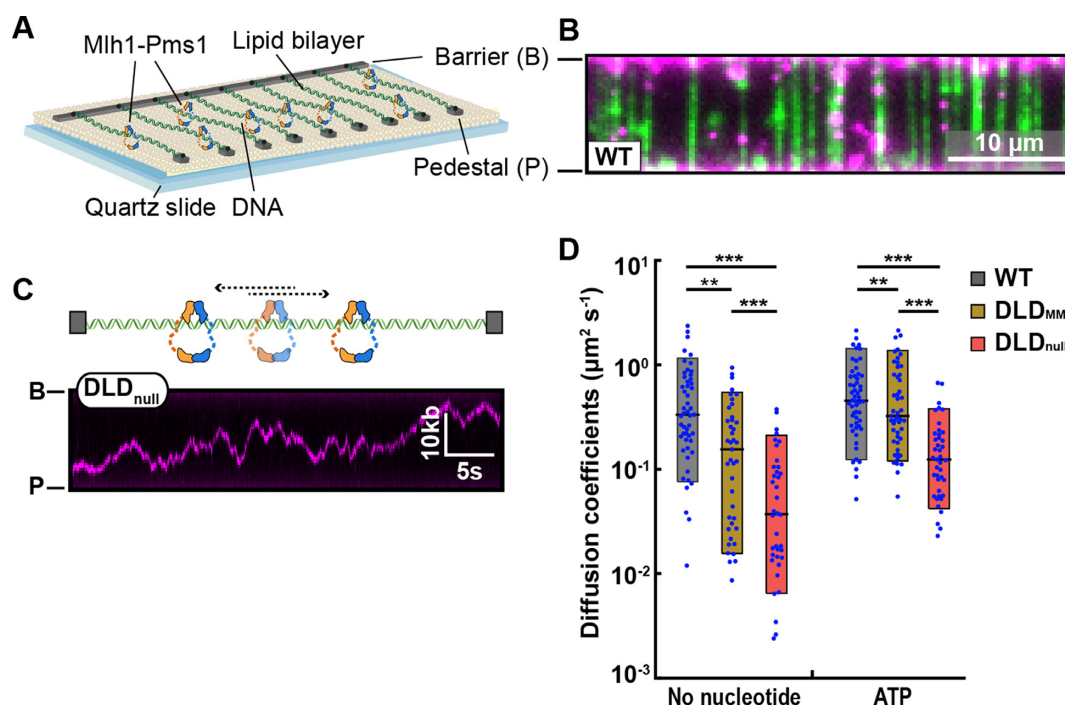 A
Mlh1-Pms1
Lipid bilayer
Barrier (B)
Pedestal (P)
Quartz slide
DNA
B
WT
10 µm
C
B
DLDnull
10kb
5s
P
D
Diffusion coefficients (µm² s⁻¹)
10¹
10⁰
10⁻¹
10⁻²
10⁻³
***
**
***
***
**
***
No nucleotide
ATP
WT
DLDMM
DLDnull